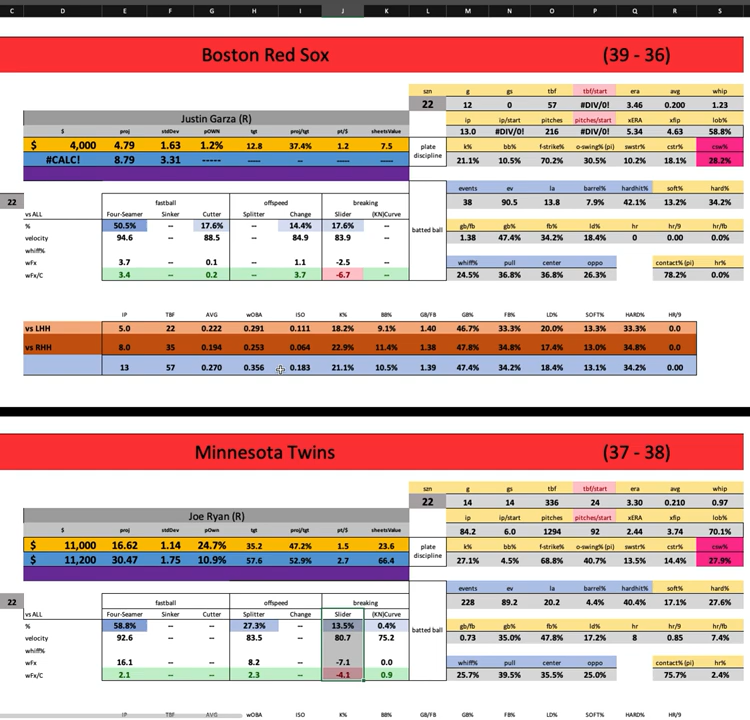 C D E F G H I J K L M N O P Q R S
Boston Red Sox (39 - 36)
szn g gs tbf tbf/start era avg whip
22 12 0 57 #DIV/0! 3.46 0.200 1.23
Justin Garza (R) ip ip/start pitches pitches/start xERA xfip lob%
$ proj stdDev pOWN tgt proj/tgt pt/$ sheetsValue 13.0 #DIV/0! 216 #DIV/0! 5.34 4.63 58.8%
$ 4,000 4.79 1.63 1.2% 12.8 37.4% 1.2 7.5 plate discipline k% bb% f-strike% o-swing% (pi) swstr% cstr% csw%
#CALC! 8.79 3.31 ----- ---- -- ---- ---- 21.1% 10.5% 70.2% 30.5% 10.2% 18.1% 28.2%
events ev la barrel% hardhit% soft% hard%
22 fastball offspeed breaking 38 90.5 13.8 7.9% 42.1% 13.2% 34.2%
vs ALL Four-Seamer Sinker Cutter Splitter Change Slider (KN)Curve
% 50.5% -- 17.6% -- 14.4% 17.6% -- batted ball gb/fb gb% fb% ld% hr hr/9 hr/fb
velocity 94.6 -- 88.5 -- 84.9 83.9 -- 1.38 47.4% 34.2% 18.4% 0 0.00 0.0%
whiff%
wFx 3.7 -- 0.1 -- 1.1 -2.5 -- whiff% pull center oppo contact% (pi) hr%
wFx/C 3.4 -- 0.2 -- 3.7 -6.7 -- 24.5% 36.8% 36.8% 26.3% 78.2% 0.0%
IP TBF AVG wOBA ISO K% BB% GB/FB GB% FB% LD% SOFT% HARD% HR/9
vs LHH 5.0 22 0.222 0.291 0.111 18.2% 9.1% 1.40 46.7% 33.3% 20.0% 13.3% 33.3% 0.0
vs RHH 8.0 35 0.194 0.253 0.064 22.9% 11.4% 1.38 47.8% 34.8% 17.4% 13.0% 34.8% 0.0
13 57 0.270 0.356 0.183 21.1% 10.5% 1.39 47.4% 34.2% 18.4% 13.1% 34.2% 0.00
Minnesota Twins (37 - 38)
szn g gs tbf tbf/start era avg whip
22 14 14 336 24 3.30 0.210 0.97
Joe Ryan (R) ip ip/start pitches pitches/start xERA xfip lob%
$ proj stdDev pOwn tgt proj/tgt pt/$ sheetsValue 84.2 6.0 1294 92 2.44 3.74 70.1%
$ 11,000 16.62 1.14 24.7% 35.2 47.2% 1.5 23.6 plate discipline k% bb% f-strike% o-swing% (pi) swstr% cstr% csw%
$ 11,200 30.47 1.75 10.9% 57.6 52.9% 2.7 66.4 27.1% 4.5% 68.8% 40.7% 13.5% 14.4% 27.9%
events ev la barrel% hardhit% soft% hard%
22 fastball offspeed breaking 228 89.2 20.2 4.4% 40.4% 17.1% 27.6%
vs ALL Four-Seamer Sinker Cutter Splitter Change Slider (KN)Curve
% 58.8% -- -- 27.3% -- 13.5% 0.4% batted ball gb/fb gb% fb% ld% hr hr/9 hr/fb
velocity 92.6 -- -- 83.5 -- 80.7 75.2 0.73 35.0% 47.8% 17.2% 8 0.85 7.4%
whiff%
wFx 16.1 -- -- 8.2 -- -7.1 0.0 whiff% pull center oppo contact% (pi) hr%
wFx/C 2.1 -- -- 2.3 -- -4.1 0.9 25.7% 39.5% 35.5% 25.0% 75.7% 2.4%
IP TBF AVG wOBA ISO K% BB% GB/FB GB% FB% LD% SOFT% HARD% HR/9